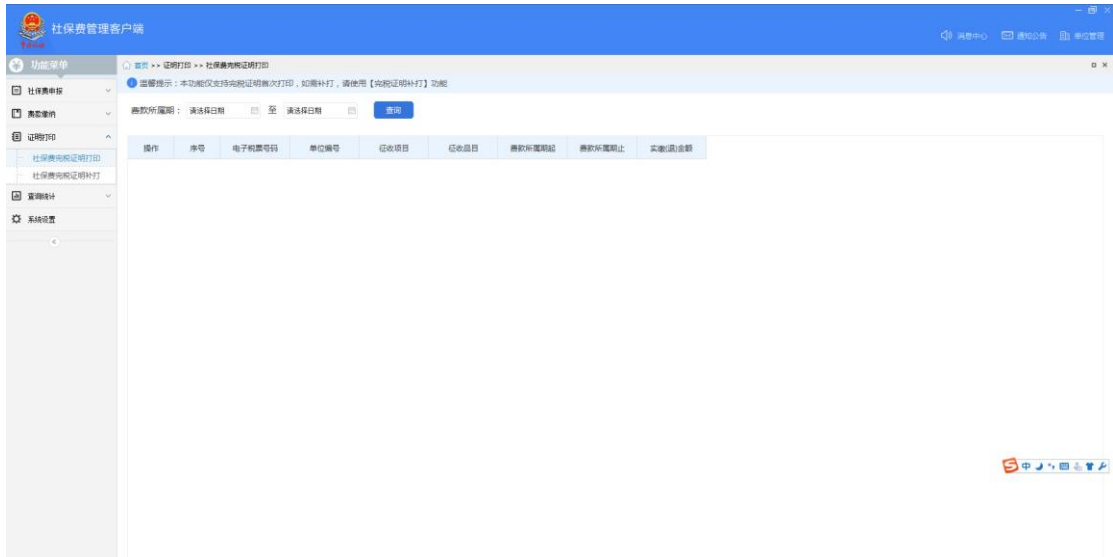 社保费管理客户端
消息中心 通知公告 单位管理
功能菜单
首页 >> 证明打印 >> 社保费完税证明打印
温馨提示：本功能仅支持完税证明首次打印，如需补打，请使用【完税证明补打】功能
社保费申报
费款缴纳
费款所属期： 请选择日期 至 请选择日期 查询
证明打印
操作 序号 电子税票号码 单位编号 征收项目 征收品目 费款所属期起 费款所属期止 实缴(退)金额
社保费完税证明打印
社保费完税证明补打
查询统计
系统设置
中